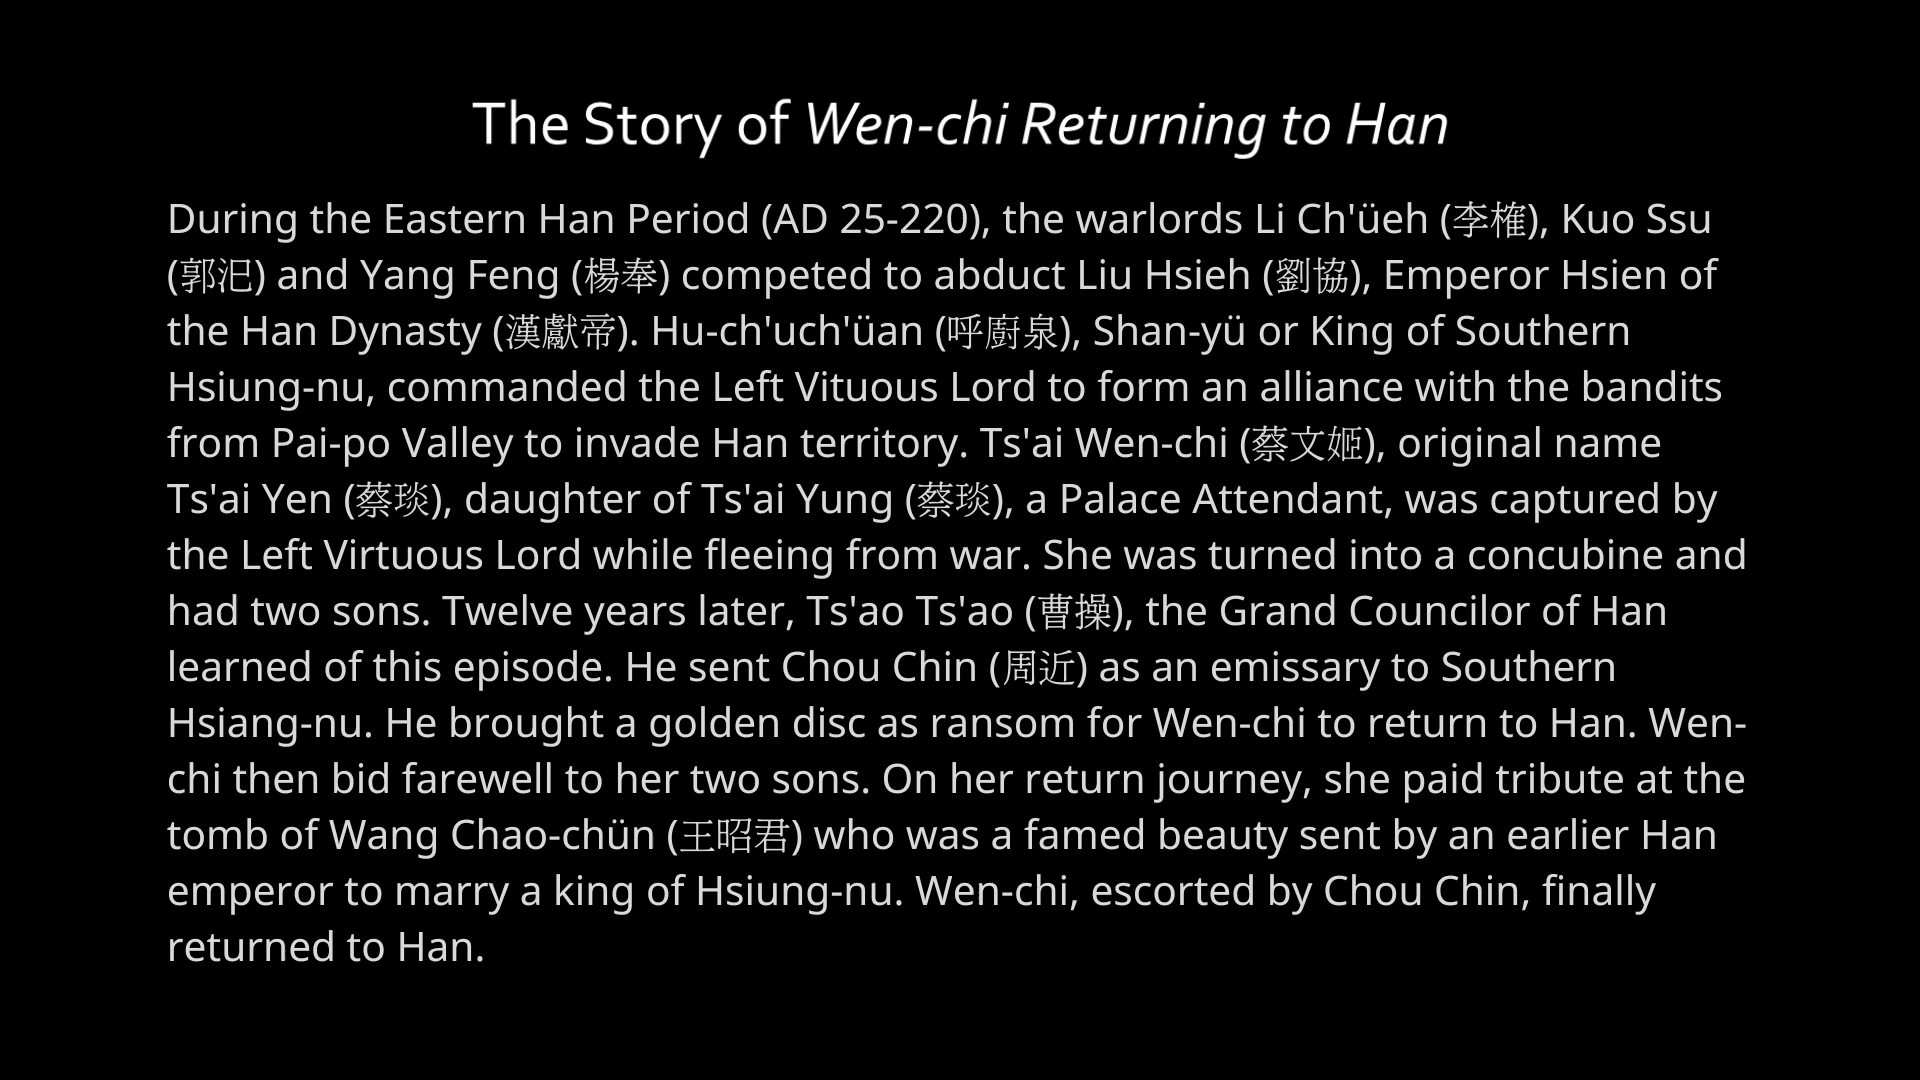 The Story of Wen-chi Returning to Han
During the Eastern Han Period (AD 25-220), the warlords Li Ch'üeh (李榷), Kuo Ssu
(郭汜) and Yang Feng (楊奉) competed to abduct Liu Hsieh (劉協), Emperor Hsien of
the Han Dynasty (漢獻帝). Hu-ch'uch'üan (呼廚泉), Shan-yü or King of Southern
Hsiung-nu, commanded the Left Vituous Lord to form an alliance with the bandits
from Pai-po Valley to invade Han territory. Ts'ai Wen-chi (蔡文姬), original name
Ts'ai Yen (蔡琰), daughter of Ts'ai Yung (蔡琰), a Palace Attendant, was captured by
the Left Virtuous Lord while fleeing from war. She was turned into a concubine and
had two sons. Twelve years later, Ts'ao Ts'ao (曹操), the Grand Councilor of Han
learned of this episode. He sent Chou Chin (周近) as an emissary to Southern
Hsiang-nu. He brought a golden disc as ransom for Wen-chi to return to Han. Wen-
chi then bid farewell to her two sons. On her return journey, she paid tribute at the
tomb of Wang Chao-chün (王昭君) who was a famed beauty sent by an earlier Han
emperor to marry a king of Hsiung-nu. Wen-chi, escorted by Chou Chin, finally
returned to Han.